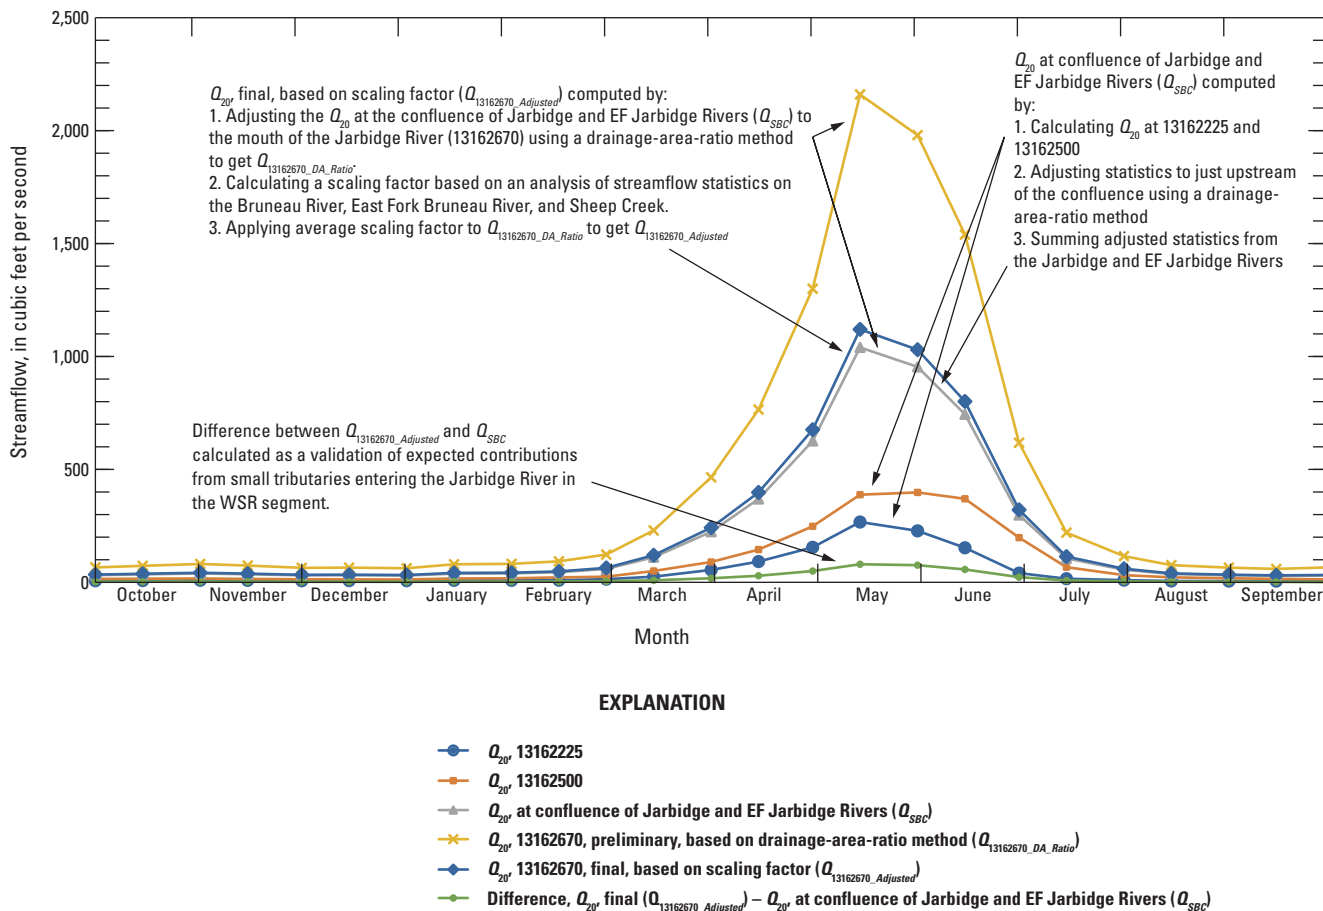 2,500
2,000
1,500
1,000
500
0
Streamflow, in cubic feet per second
Q20, final, based on scaling factor (Q13162670_Adjusted) computed by:
1. Adjusting the Q20 at the confluence of Jarbidge and EF Jarbidge Rivers (QSBC) to
the mouth of the Jarbidge River (13162670) using a drainage-area-ratio method
to get Q13162670_DA_Ratio.
2. Calculating a scaling factor based on an analysis of streamflow statistics on
the Bruneau River, East Fork Bruneau River, and Sheep Creek.
3. Applying average scaling factor to Q13162670_DA_Ratio to get Q13162670_Adjusted
Q20 at confluence of Jarbidge and
EF Jarbidge Rivers (QSBC) computed
by:
1. Calculating Q20 at 13162225 and
13162500
2. Adjusting statistics to just upstream
of the confluence using a drainage-
area-ratio method
3. Summing adjusted statistics from
the Jarbidge and EF Jarbidge Rivers
Difference between Q13162670_Adjusted and QSBC
calculated as a validation of expected contributions
from small tributaries entering the Jarbidge River in
the WSR segment.
October November December January February March April May June July August September
Month
EXPLANATION
Q20, 13162225
Q20, 13162500
Q20, at confluence of Jarbidge and EF Jarbidge Rivers (QSBC)
Q20, 13162670, preliminary, based on drainage-area-ratio method (Q13162670_DA_Ratio)
Q20, 13162670, final, based on scaling factor (Q13162670_Adjusted)
Difference, Q20, final (Q13162670_Adjusted) – Q20, at confluence of Jarbidge and EF Jarbidge Rivers (QSBC)